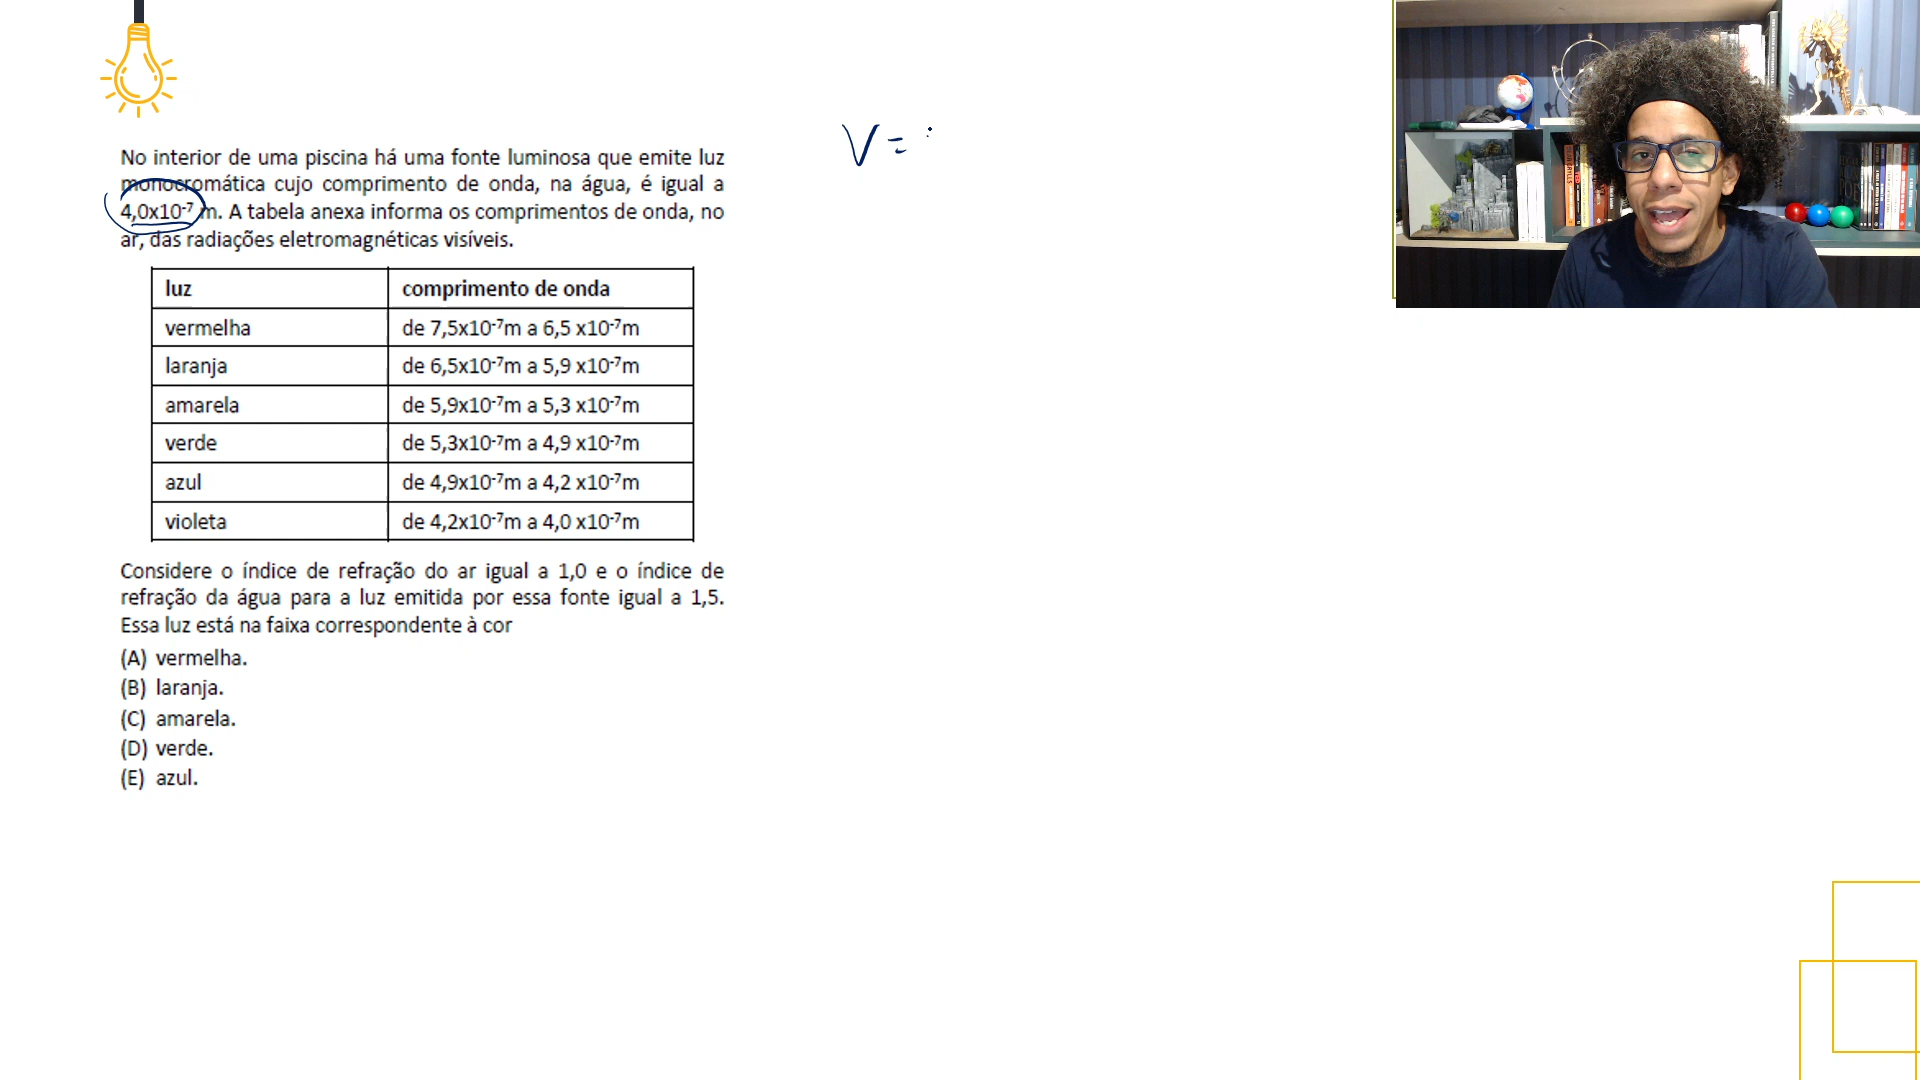 No interior de uma piscina há uma fonte luminosa que emite luz
monocromática cujo comprimento de onda, na água, é igual a
4,0x10⁻⁷ m. A tabela anexa informa os comprimentos de onda, no
ar, das radiações eletromagnéticas visíveis.
luz comprimento de onda
vermelha de 7,5x10⁻⁷m a 6,5 x10⁻⁷m
laranja de 6,5x10⁻⁷m a 5,9 x10⁻⁷m
amarela de 5,9x10⁻⁷m a 5,3 x10⁻⁷m
verde de 5,3x10⁻⁷m a 4,9 x10⁻⁷m
azul de 4,9x10⁻⁷m a 4,2 x10⁻⁷m
violeta de 4,2x10⁻⁷m a 4,0 x10⁻⁷m
Considere o índice de refração do ar igual a 1,0 e o índice de
refração da água para a luz emitida por essa fonte igual a 1,5.
Essa luz está na faixa correspondente à cor
(A) vermelha.
(B) laranja.
(C) amarela.
(D) verde.
(E) azul.
V =